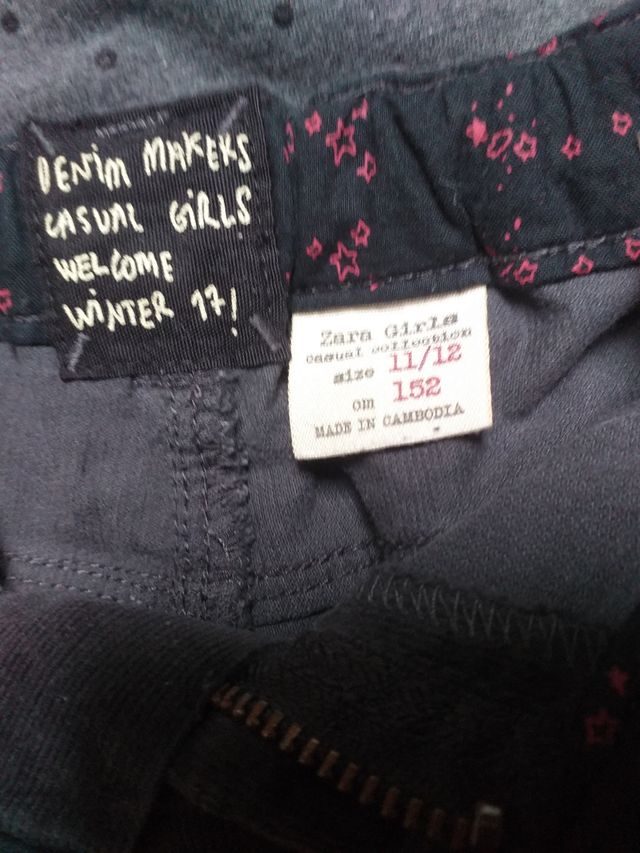 DENIM MAKERS
CASUAL GIRLS
WELCOME
WINTER 17!
Zara Girls
casual collection
size 11/12
cm 152
MADE IN CAMBODIA